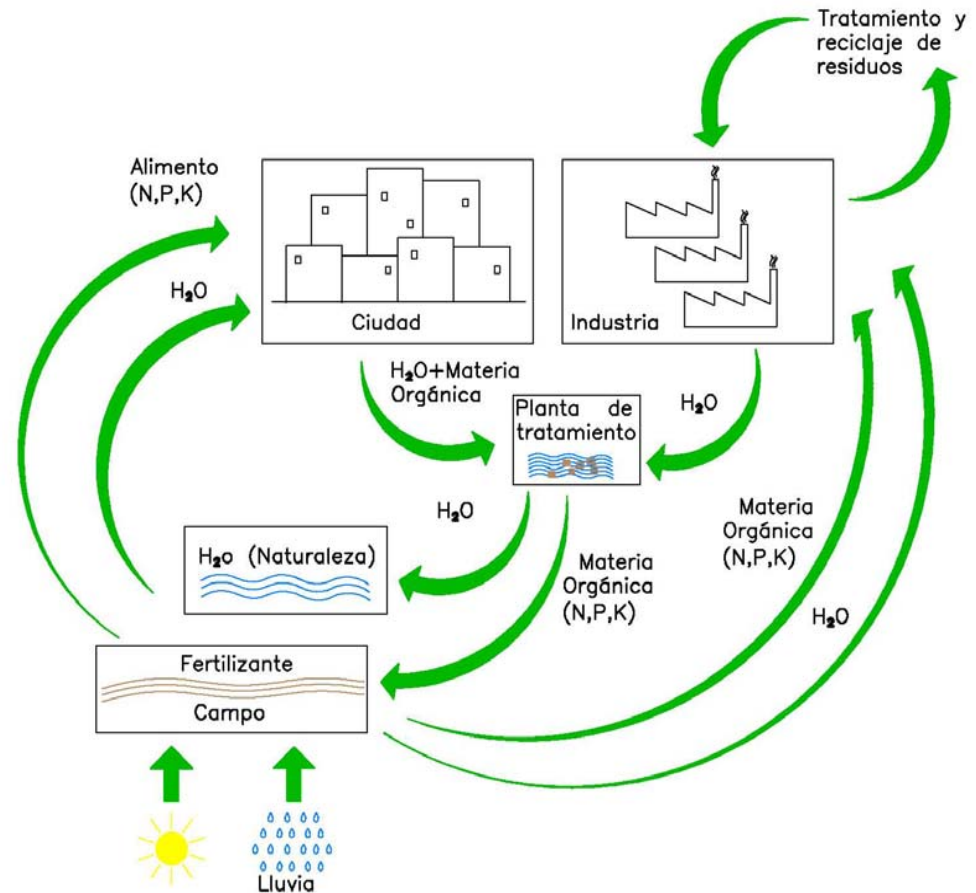 Tratamiento y
reciclaje de
residuos
Alimento
(N,P,K)
H₂O
Ciudad
Industria
H₂O+Materia
Orgánica
Planta de
tratamiento
H₂O
H₂O
H₂o (Naturaleza)
Materia
Orgánica
(N,P,K)
Materia
Orgánica
(N,P,K)
H₂O
Fertilizante
Campo
Lluvia